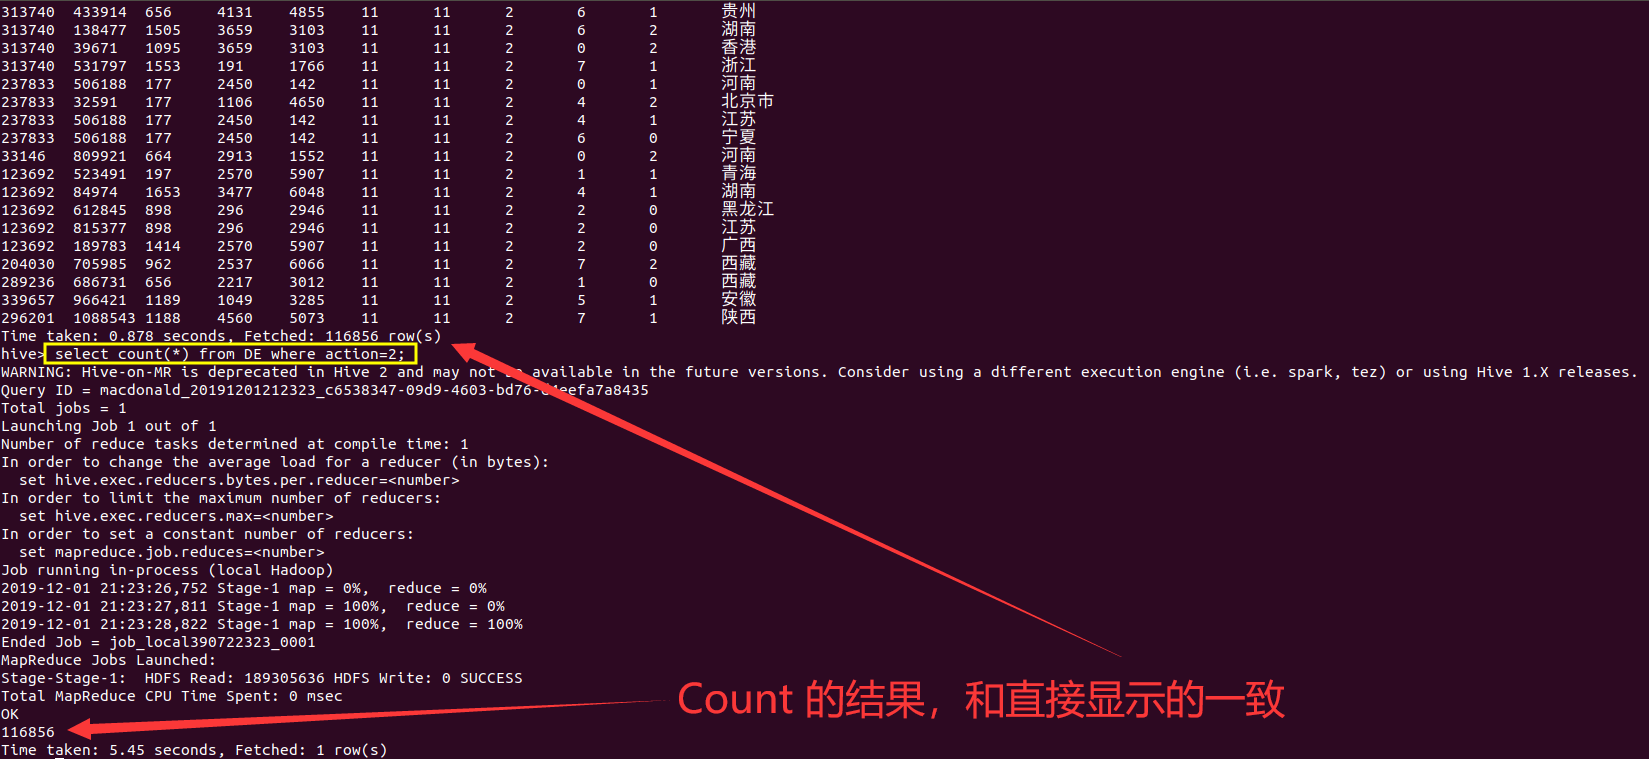 313740 433914 656 4131 4855 11 11 2 6 1 贵州
313740 138477 1505 3659 3103 11 11 2 6 2 湖南
313740 39671 1095 3659 3103 11 11 2 0 2 香港
313740 531797 1553 191 1766 11 11 2 7 1 浙江
237833 506188 177 2450 142 11 11 2 0 1 河南
237833 32591 177 1106 4650 11 11 2 4 2 北京市
237833 506188 177 2450 142 11 11 2 4 1 江苏
237833 506188 177 2450 142 11 11 2 6 0 宁夏
33146 809921 664 2913 1552 11 11 2 0 2 河南
123692 523491 197 2570 5907 11 11 2 1 1 青海
123692 84974 1653 3477 6048 11 11 2 4 1 湖南
123692 612845 898 296 2946 11 11 2 2 0 黑龙江
123692 815377 898 296 2946 11 11 2 2 0 江苏
123692 189783 1414 2570 5907 11 11 2 2 0 广西
204030 705985 962 2537 6066 11 11 2 7 2 西藏
289236 686731 656 2217 3012 11 11 2 1 0 西藏
339657 966421 1189 1049 3285 11 11 2 5 1 安徽
296201 1088543 1188 4560 5073 11 11 2 7 1 陕西
Time taken: 0.878 seconds, Fetched: 116856 row(s)
hive> select count(*) from DE where action=2;
WARNING: Hive-on-MR is deprecated in Hive 2 and may not be available in the future versions. Consider using a different execution engine (i.e. spark, tez) or using Hive 1.X releases.
Query ID = macdonald_20191201212323_c6538347-09d9-4603-bd76-d4eefa7a8435
Total jobs = 1
Launching Job 1 out of 1
Number of reduce tasks determined at compile time: 1
In order to change the average load for a reducer (in bytes):
  set hive.exec.reducers.bytes.per.reducer=<number>
In order to limit the maximum number of reducers:
  set hive.exec.reducers.max=<number>
In order to set a constant number of reducers:
  set mapreduce.job.reduces=<number>
Job running in-process (local Hadoop)
2019-12-01 21:23:26,752 Stage-1 map = 0%,  reduce = 0%
2019-12-01 21:23:27,811 Stage-1 map = 100%,  reduce = 0%
2019-12-01 21:23:28,822 Stage-1 map = 100%,  reduce = 100%
Ended Job = job_local390722323_0001
MapReduce Jobs Launched:
Stage-Stage-1:  HDFS Read: 189305636 HDFS Write: 0 SUCCESS
Total MapReduce CPU Time Spent: 0 msec
Count 的结果，和直接显示的一致
OK
116856
Time taken: 5.45 seconds, Fetched: 1 row(s)